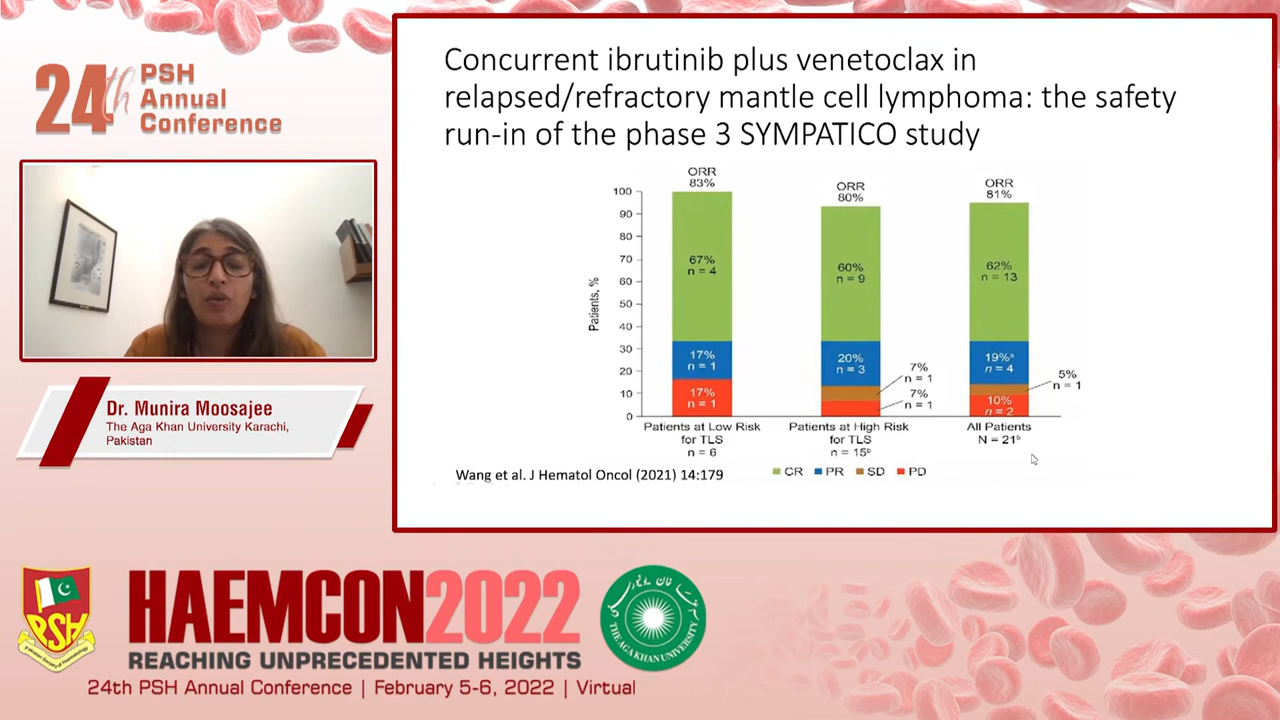 24th
PSH
Annual
Conference
Dr. Munira Moosajee
The Aga Khan University Karachi,
Pakistan
Concurrent ibrutinib plus venetoclax in
relapsed/refractory mantle cell lymphoma: the safety
run-in of the phase 3 SYMPATICO study
Patients, %
100
90
80
70
60
50
40
30
20
10
0
ORR
83%
67%
n = 4
17%
n = 1
17%
n = 1
Patients at Low Risk
for TLS
n = 6
ORR
80%
60%
n = 9
20%
n = 3
7%
n = 1
7%
n = 1
Patients at High Risk
for TLS
n = 15ᵇ
ORR
81%
62%
n = 13
19%ᵃ
n = 4
5%
n = 1
10%
n = 2
All Patients
N = 21ᵇ
CR PR SD PD
Wang et al. J Hematol Oncol (2021) 14:179
PSH
HAEMCON2022
REACHING UNPRECEDENTED HEIGHTS
24th PSH Annual Conference | February 5-6, 2022 | Virtual
THE AGA KHAN UNIVERSITY